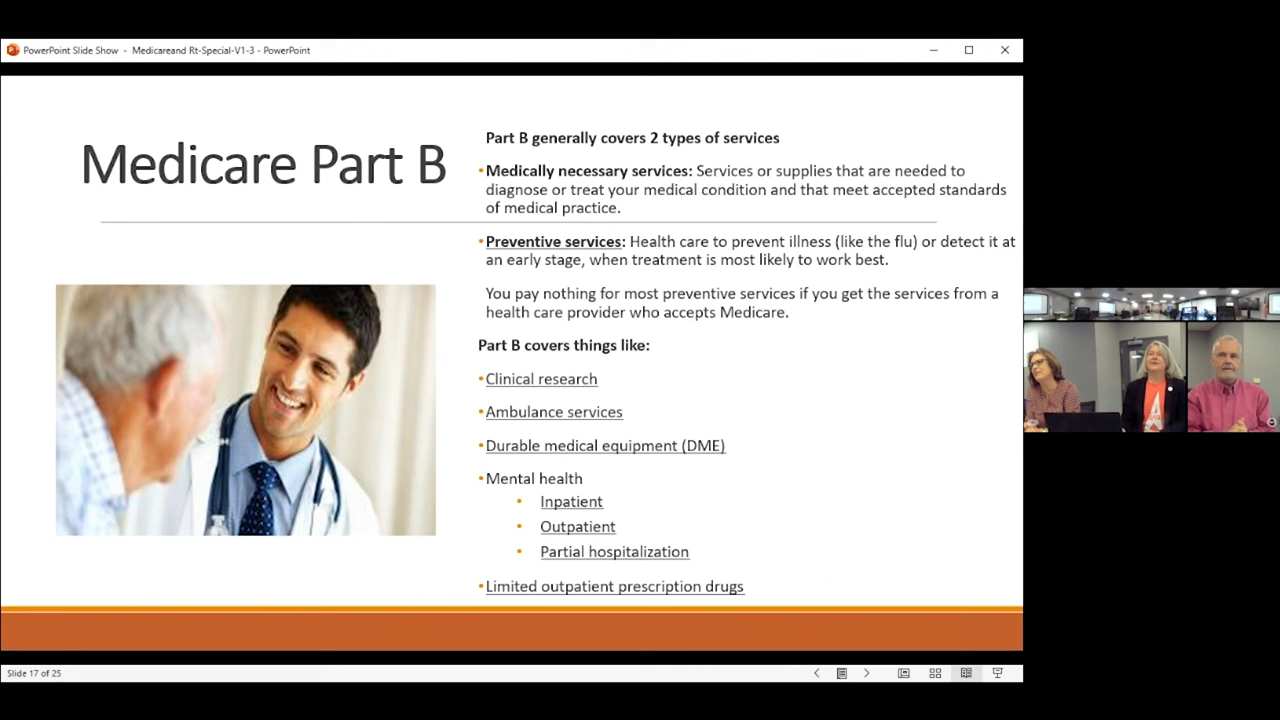 PowerPoint Slide Show - Medicareand Rt-Special-V1-3 - PowerPoint
Medicare Part B
Part B generally covers 2 types of services
•Medically necessary services: Services or supplies that are needed to
diagnose or treat your medical condition and that meet accepted standards
of medical practice.
•Preventive services: Health care to prevent illness (like the flu) or detect it at
an early stage, when treatment is most likely to work best.
You pay nothing for most preventive services if you get the services from a
health care provider who accepts Medicare.
Part B covers things like:
•Clinical research
•Ambulance services
•Durable medical equipment (DME)
•Mental health
• Inpatient
• Outpatient
• Partial hospitalization
•Limited outpatient prescription drugs
Slide 17 of 25